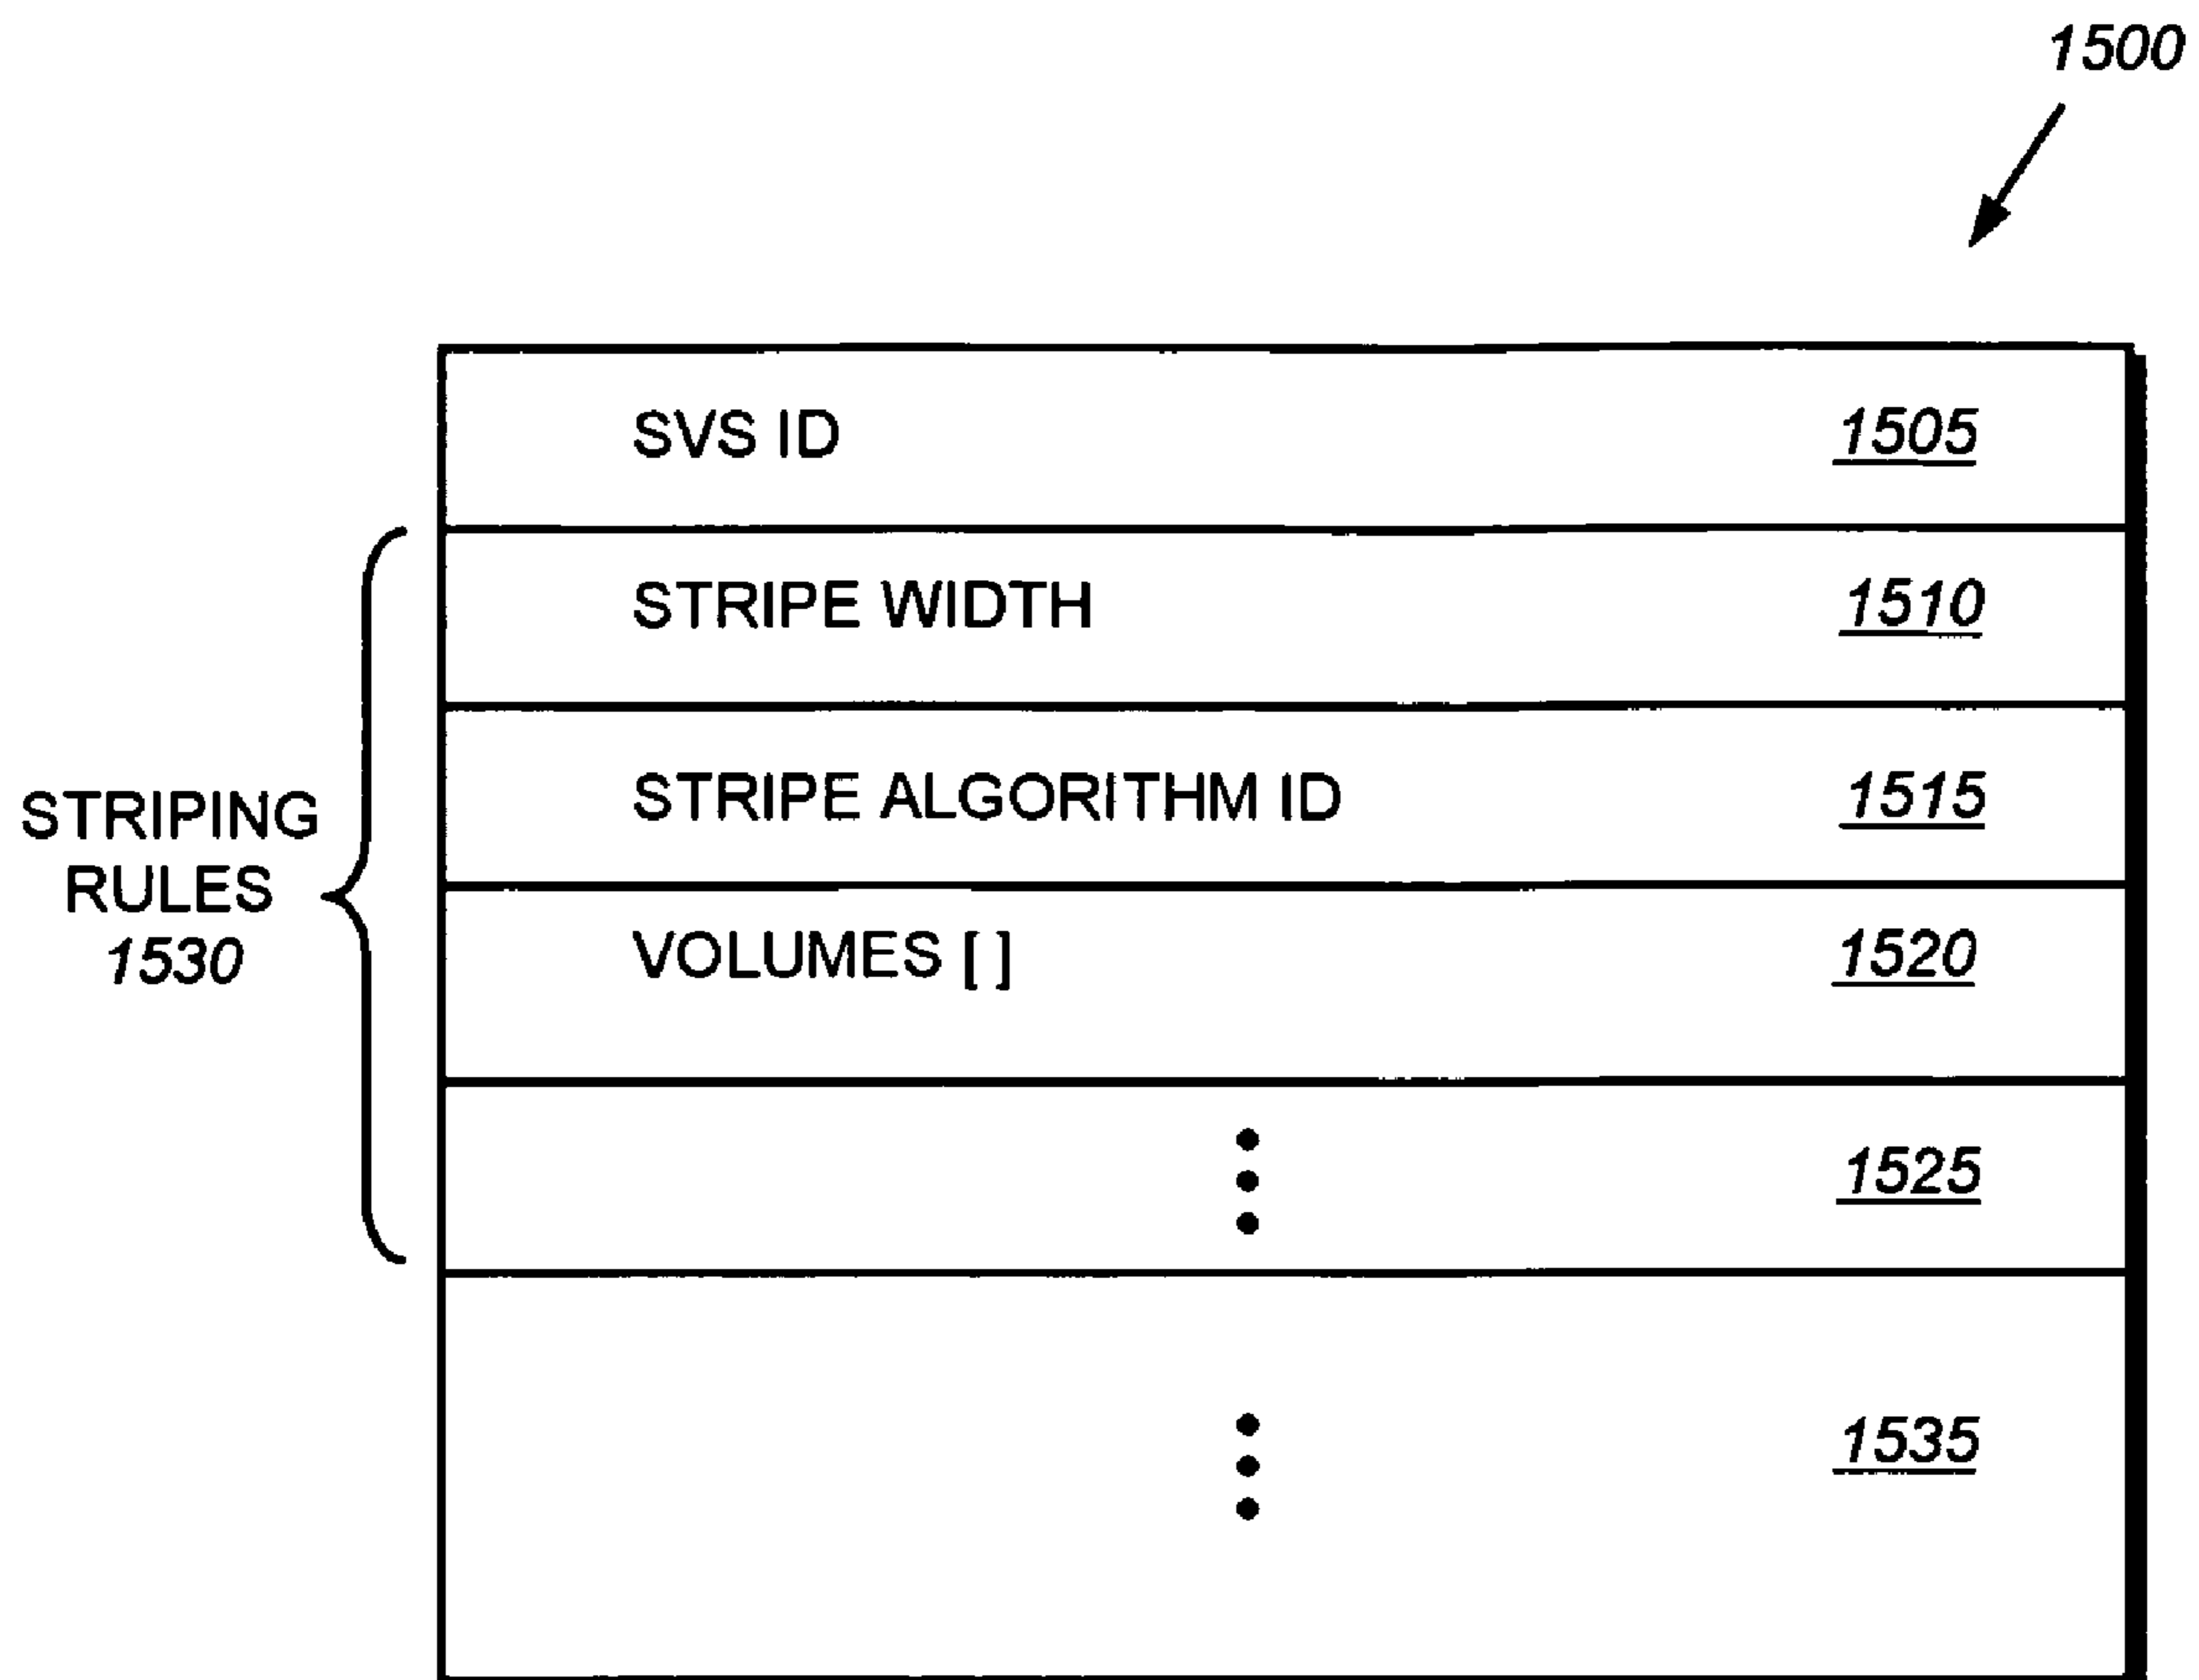 1500
SVS ID 1505
STRIPE WIDTH 1510
STRIPE ALGORITHM ID 1515
STRIPING
RULES
1530
VOLUMES [ ] 1520
1525
1535